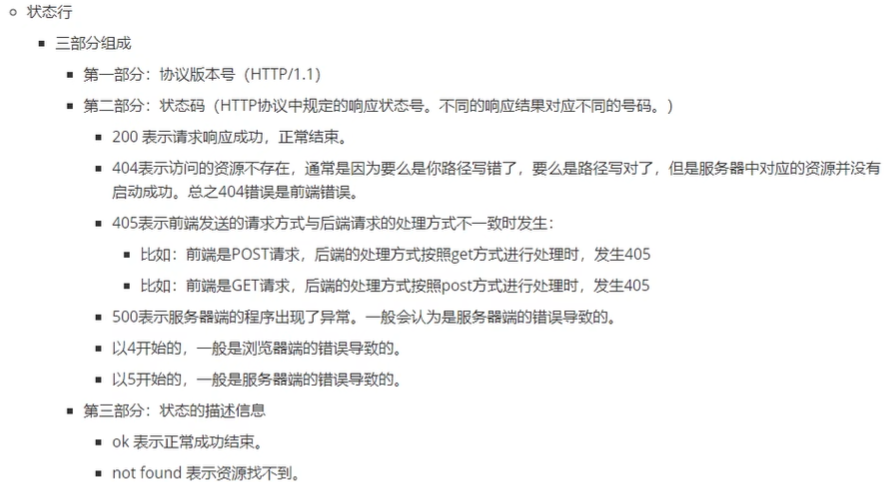 状态行
三部分组成
第一部分：协议版本号（HTTP/1.1）
第二部分：状态码（HTTP协议中规定的响应状态号。不同的响应结果对应不同的号码。）
200 表示请求响应成功，正常结束。
404表示访问的资源不存在，通常是因为要么是你路径写错了，要么是路径写对了，但是服务器中对应的资源并没有
启动成功。总之404错误是前端错误。
405表示前端发送的请求方式与后端请求的处理方式不一致时发生：
比如：前端是POST请求，后端的处理方式按照get方式进行处理时，发生405
比如：前端是GET请求，后端的处理方式按照post方式进行处理时，发生405
500表示服务器端的程序出现了异常。一般会认为是服务器端的错误导致的。
以4开始的，一般是浏览器端的错误导致的。
以5开始的，一般是服务器端的错误导致的。
第三部分：状态的描述信息
ok 表示正常成功结束。
not found 表示资源找不到。